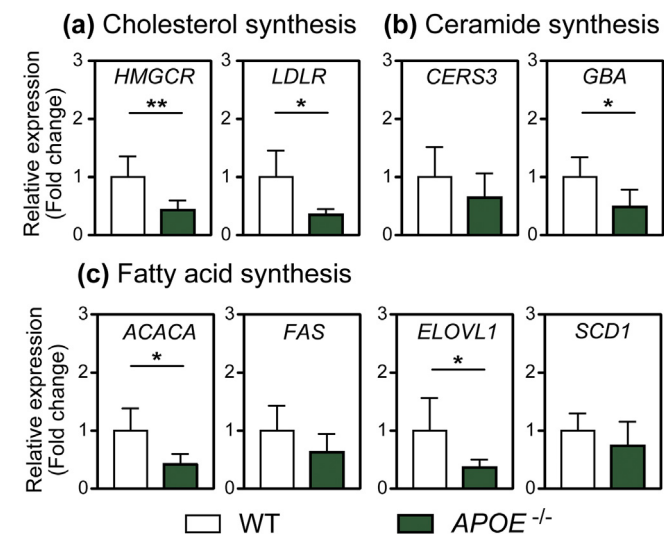 (a) Cholesterol synthesis (b) Ceramide synthesis
Relative expression
(Fold change)
3
2
1
0
HMGCR
**
3
2
1
0
LDLR
*
3
2
1
0
CERS3
3
2
1
0
GBA
*
(c) Fatty acid synthesis
Relative expression
(Fold change)
3
2
1
0
ACACA
*
3
2
1
0
FAS
3
2
1
0
ELOVL1
*
3
2
1
0
SCD1
WT APOE -/-